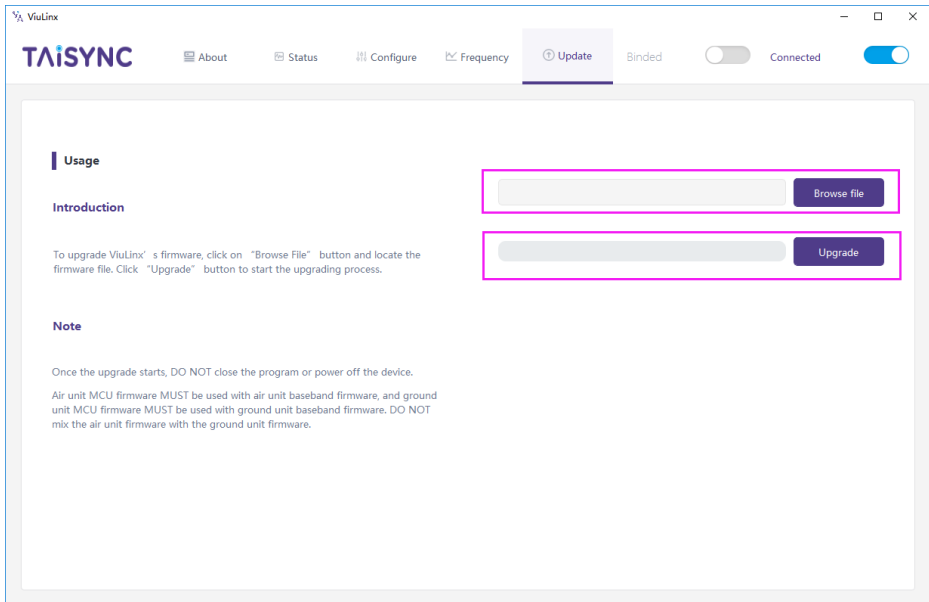 ViuLinx
TAiSYNC
About
Status
Configure
Frequency
Update
Binded
Connected
Usage
Browse file
Introduction
To upgrade ViuLinx’s firmware, click on “Browse File” button and locate the
firmware file. Click “Upgrade” button to start the upgrading process.
Upgrade
Note
Once the upgrade starts, DO NOT close the program or power off the device.
Air unit MCU firmware MUST be used with air unit baseband firmware, and ground
unit MCU firmware MUST be used with ground unit baseband firmware. DO NOT
mix the air unit firmware with the ground unit firmware.